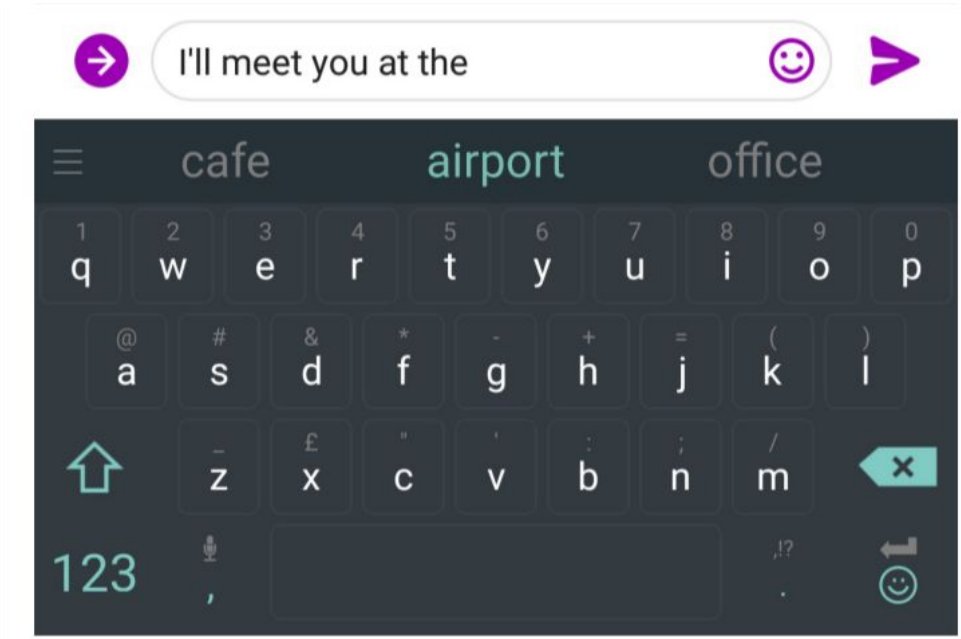 I'll meet you at the
cafe airport office
1 2 3 4 5 6 7 8 9 0
q w e r t y u i o p
@ # & * - + = ( )
a s d f g h j k l
_ £ " ' : ; /
z x c v b n m
123 , ,!? .